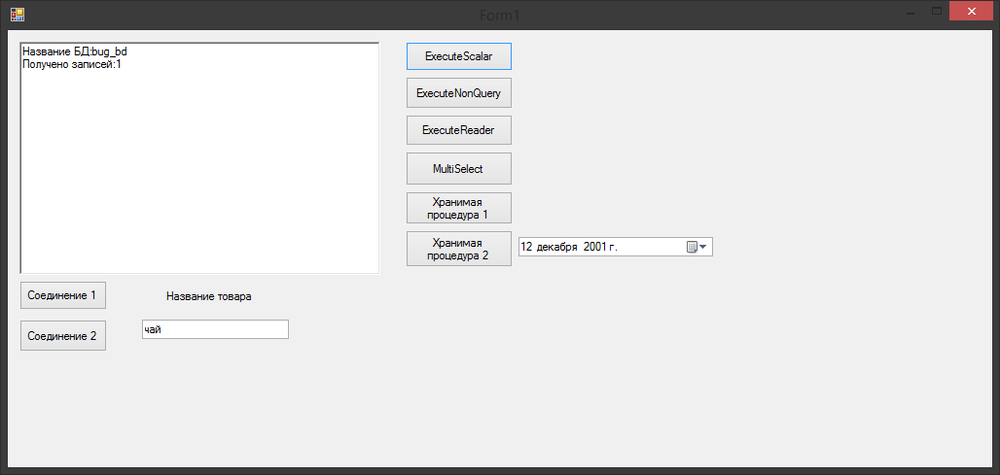 Form1
Название БД:bug_bd
Получено записей:1
ExecuteScalar
ExecuteNonQuery
ExecuteReader
MultiSelect
Хранимая
процедура 1
Хранимая
процедура 2
12 декабря 2001 г.
Соединение 1
Название товара
Соединение 2
чай